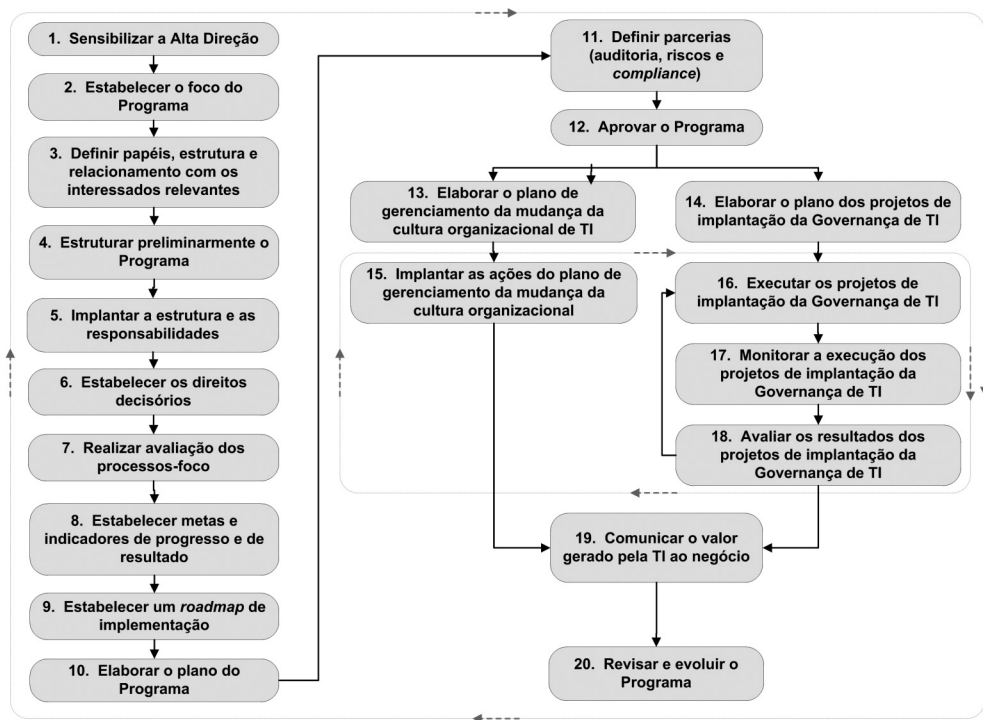 1. Sensibilizar a Alta Direção
2. Estabelecer o foco do
Programa
3. Definir papéis, estrutura e
relacionamento com os
interessados relevantes
4. Estruturar preliminarmente o
Programa
5. Implantar a estrutura e as
responsabilidades
6. Estabelecer os direitos
decisórios
7. Realizar avaliação dos
processos-foco
8. Estabelecer metas e
indicadores de progresso e de
resultado
9. Estabelecer um roadmap de
implementação
10. Elaborar o plano do
Programa
11. Definir parcerias
(auditoria, riscos e
compliance)
12. Aprovar o Programa
13. Elaborar o plano de
gerenciamento da mudança da
cultura organizacional de TI
14. Elaborar o plano dos projetos de
implantação da Governança de TI
15. Implantar as ações do plano de
gerenciamento da mudança da
cultura organizacional
16. Executar os projetos de
implantação da Governança de TI
17. Monitorar a execução dos
projetos de implantação da
Governança de TI
18. Avaliar os resultados dos
projetos de implantação da
Governança de TI
19. Comunicar o valor
gerado pela TI ao negócio
20. Revisar e evoluir o
Programa